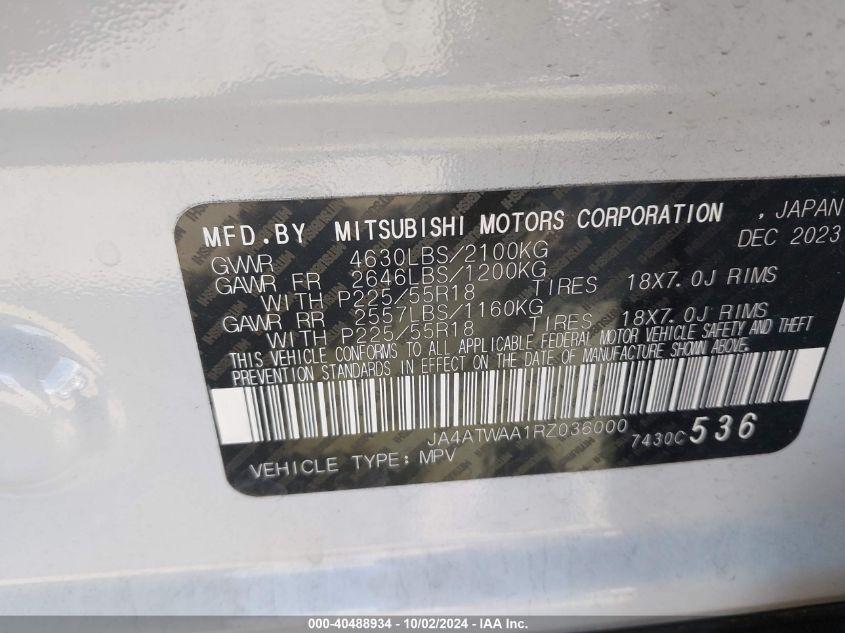 MFD.BY MITSUBISHI MOTORS CORPORATION , JAPAN
DEC 2023
GVWR 4630LBS/2100KG
GAWR FR 2646LBS/1200KG
WITH P225/55R18 TIRES 18X7.0J RIMS
GAWR RR 2557LBS/1160KG
WITH P225/55R18 TIRES 18X7.0J RIMS
THIS VEHICLE CONFORMS TO ALL APPLICABLE FEDERAL MOTOR VEHICLE SAFETY AND THEFT
PREVENTION STANDARDS IN EFFECT ON THE DATE OF MANUFACTURE SHOWN ABOVE.
JA4ATWAA1RZ036000 7430C 536
VEHICLE TYPE: MPV
000-40488934 - 10/02/2024 - IAAI.COM